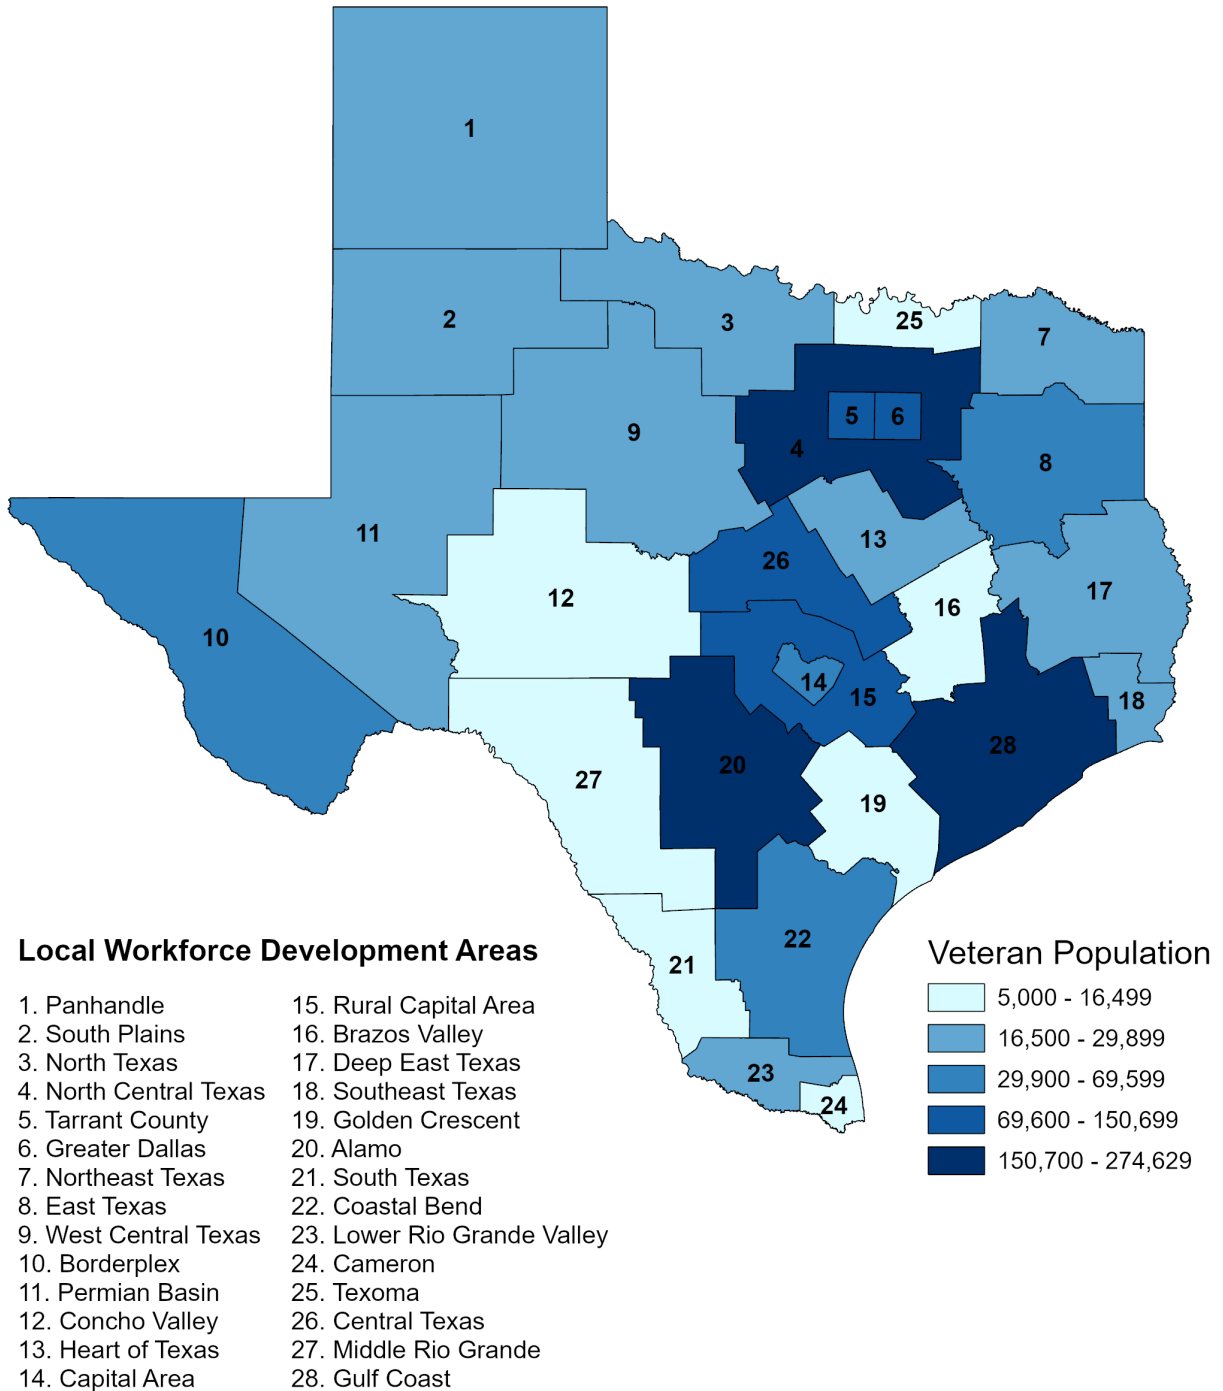 1
2
3
25
7
5
6
4
9
8
11
13
26
12
16
17
10
14
15
18
28
20
27
19
22
21
23
24
Local Workforce Development Areas
1. Panhandle
2. South Plains
3. North Texas
4. North Central Texas
5. Tarrant County
6. Greater Dallas
7. Northeast Texas
8. East Texas
9. West Central Texas
10. Borderplex
11. Permian Basin
12. Concho Valley
13. Heart of Texas
14. Capital Area
15. Rural Capital Area
16. Brazos Valley
17. Deep East Texas
18. Southeast Texas
19. Golden Crescent
20. Alamo
21. South Texas
22. Coastal Bend
23. Lower Rio Grande Valley
24. Cameron
25. Texoma
26. Central Texas
27. Middle Rio Grande
28. Gulf Coast
Veteran Population
5,000 - 16,499
16,500 - 29,899
29,900 - 69,599
69,600 - 150,699
150,700 - 274,629